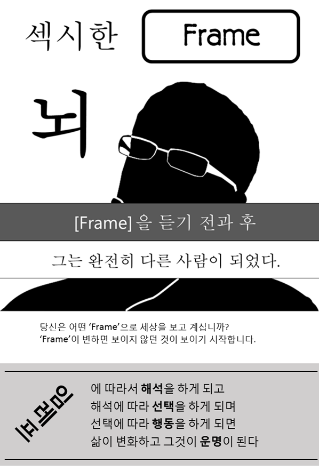 섹시한 Frame
뇌
[Frame]을 듣기 전과 후
그는 완전히 다른 사람이 되었다.
당신은 어떤 ‘Frame’으로 세상을 보고 계십니까?
‘Frame’이 변하면 보이지 않던 것이 보이기 시작합니다.
프레임
에 따라서 해석을 하게 되고
해석에 따라 선택을 하게 되며
선택에 따라 행동을 하게 되면
삶이 변화하고 그것이 운명이 된다